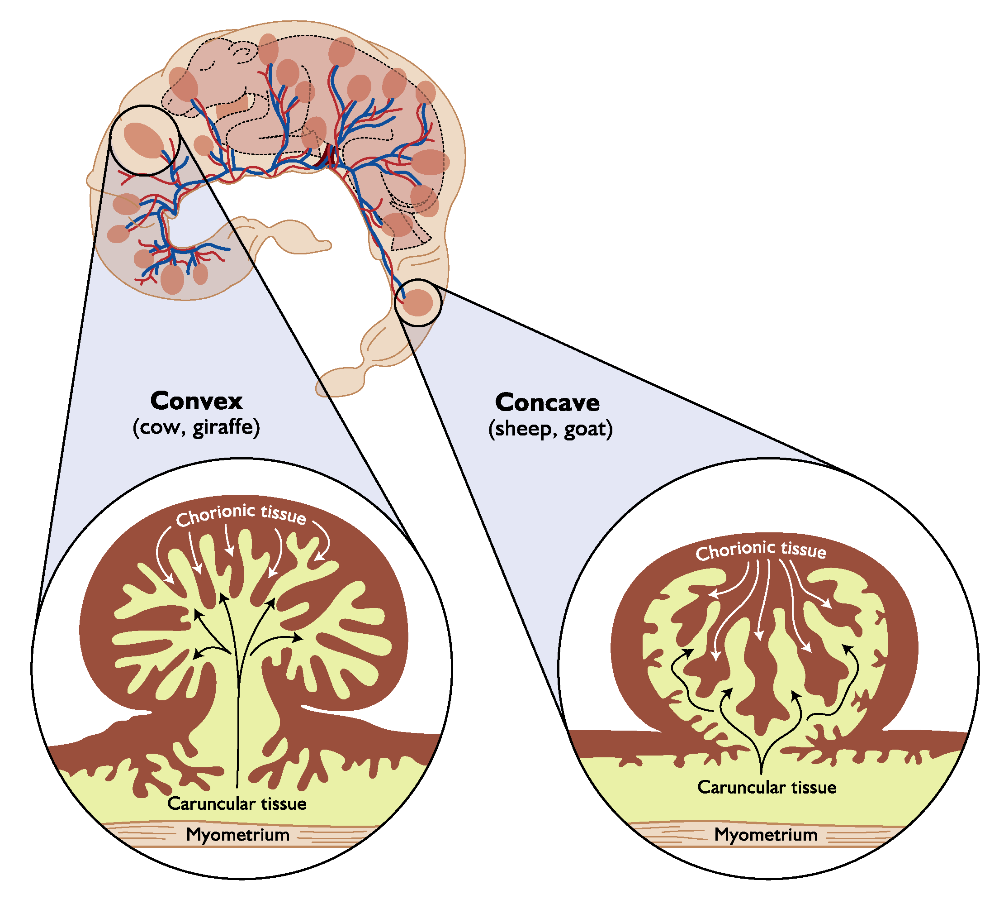 Convex
(cow, giraffe)
Concave
(sheep, goat)
Chorionic tissue
Caruncular tissue
Myometrium
Chorionic tissue
Caruncular tissue
Myometrium